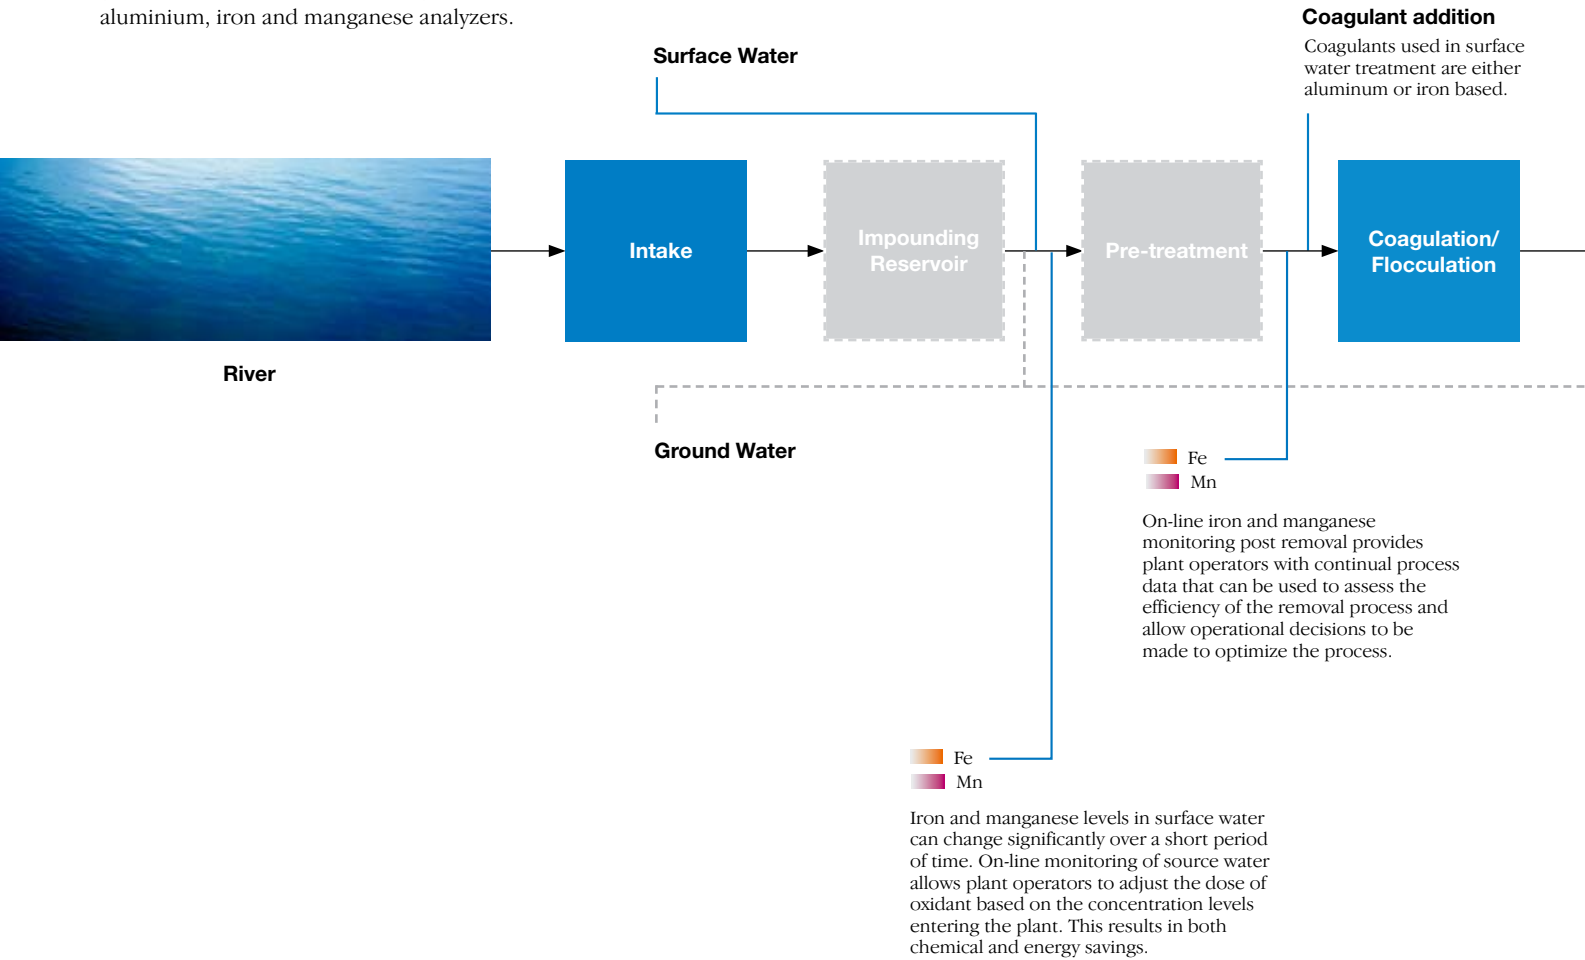 aluminium, iron and manganese analyzers.
Coagulant addition
Coagulants used in surface
water treatment are either
aluminum or iron based.
Surface Water
Intake
Impounding
Reservoir
Pre-treatment
Coagulation/
Flocculation
River
Ground Water
Fe
Mn
On-line iron and manganese
monitoring post removal provides
plant operators with continual process
data that can be used to assess the
efficiency of the removal process and
allow operational decisions to be
made to optimize the process.
Fe
Mn
Iron and manganese levels in surface water
can change significantly over a short period
of time. On-line monitoring of source water
allows plant operators to adjust the dose of
oxidant based on the concentration levels
entering the plant. This results in both
chemical and energy savings.